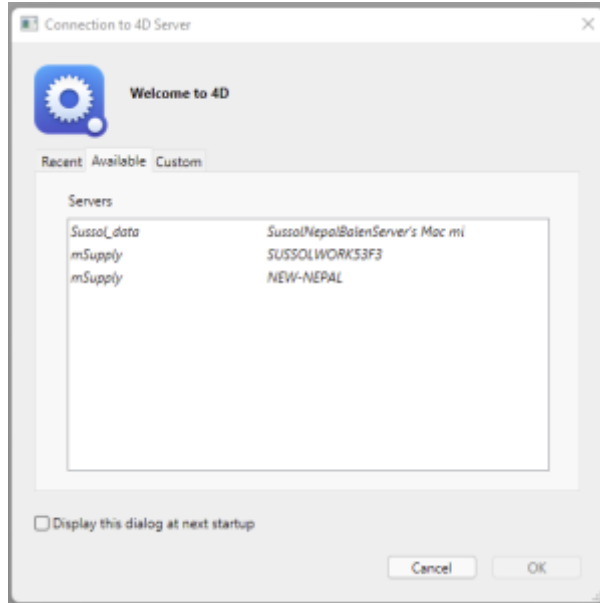 Connection to 4D Server
Welcome to 4D
Recent Available Custom
Servers
Sussol_data SussolNepalBalenServer's Mac mi
mSupply SUSSOLWORK53F3
mSupply NEW-NEPAL
Display this dialog at next startup
Cancel OK